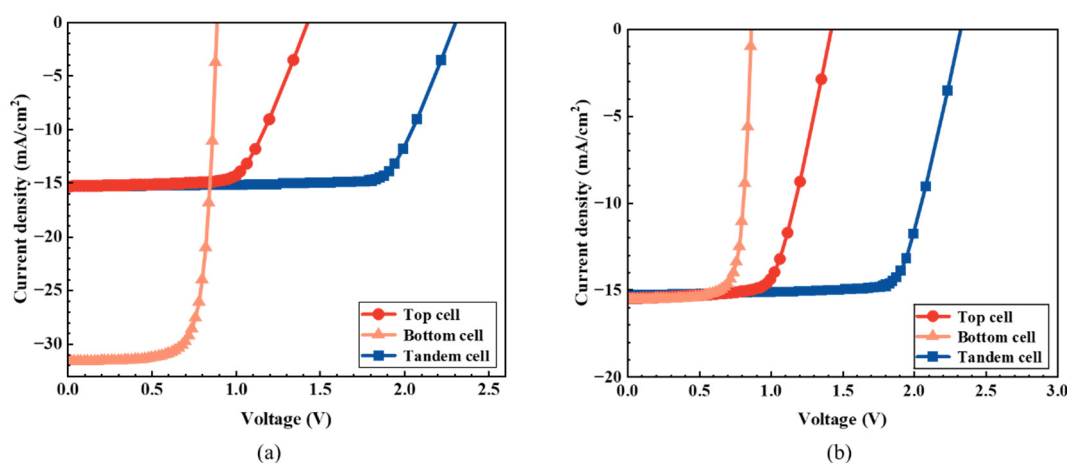 0
−5
−10
−15
−20
−25
−30
Current density (mA/cm²)
0.0 0.5 1.0 1.5 2.0 2.5
Voltage (V)
Top cell
Bottom cell
Tandem cell
(a)
0
−5
−10
−15
−20
Current density (mA/cm²)
0.0 0.5 1.0 1.5 2.0 2.5 3.0
Voltage (V)
Top cell
Bottom cell
Tandem cell
(b)